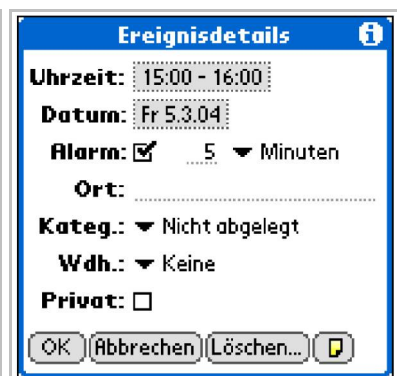 Ereignisdetails
Uhrzeit: 15:00 - 16:00
Datum: Fr 5.3.04
Alarm: 5 Minuten
Ort:
Kateg.: Nicht abgelegt
Wdh.: Keine
Privat:
OK Abbrechen Löschen...